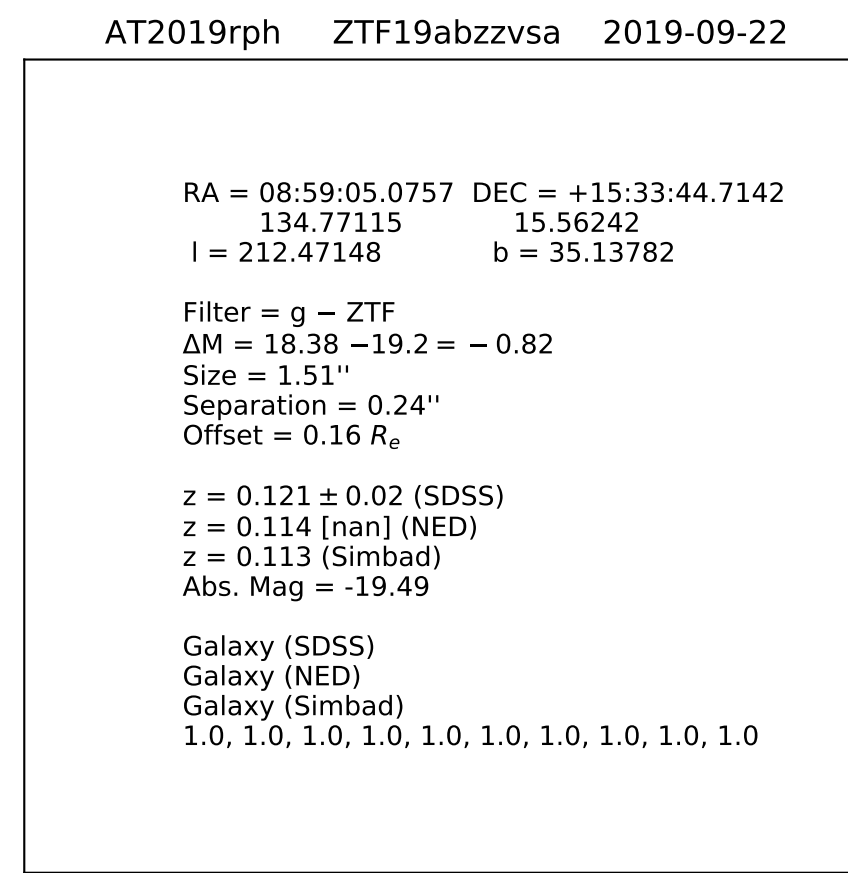 AT2019rph ZTF19abzzvsa 2019-09-22
RA = 08:59:05.0757 DEC = +15:33:44.7142
134.77115 15.56242
l = 212.47148 b = 35.13782
Filter = g − ZTF
ΔM = 18.38 −19.2 = − 0.82
Size = 1.51''
Separation = 0.24''
Offset = 0.16 Rₑ
z = 0.121 ± 0.02 (SDSS)
z = 0.114 [nan] (NED)
z = 0.113 (Simbad)
Abs. Mag = -19.49
Galaxy (SDSS)
Galaxy (NED)
Galaxy (Simbad)
1.0, 1.0, 1.0, 1.0, 1.0, 1.0, 1.0, 1.0, 1.0, 1.0